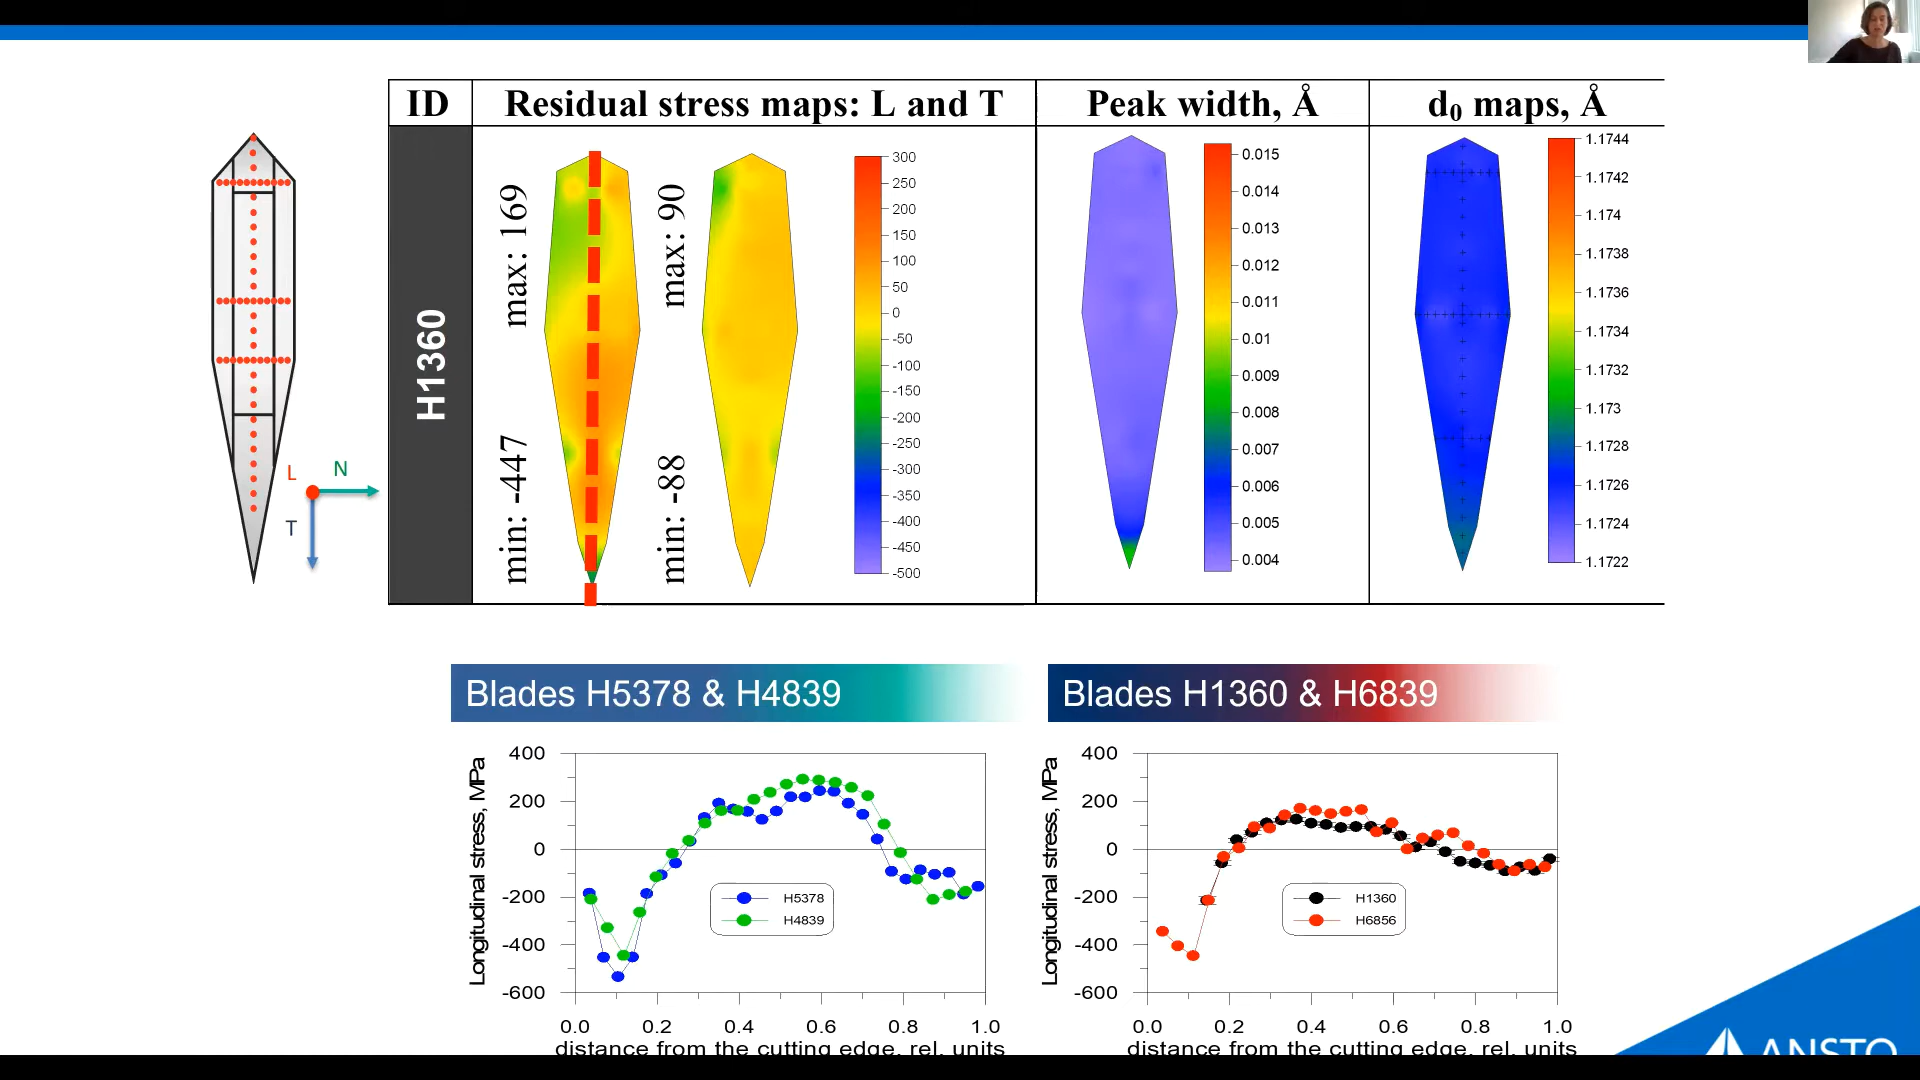 ID Residual stress maps: L and T Peak width, Å d₀ maps, Å
H1360
max: 169
min: -447
max: 90
min: -88
300
250
200
150
100
50
0
-50
-100
-150
-200
-250
-300
-350
-400
-450
-500
0.015
0.014
0.013
0.012
0.011
0.01
0.009
0.008
0.007
0.006
0.005
0.004
1.1744
1.1742
1.174
1.1738
1.1736
1.1734
1.1732
1.173
1.1728
1.1726
1.1724
1.1722
L
N
T
Blades H5378 & H4839
Longitudinal stress, MPa
400
200
0
-200
-400
-600
H5378
H4839
0.0 0.2 0.4 0.6 0.8 1.0
distance from the cutting edge, rel. units
Blades H1360 & H6839
Longitudinal stress, MPa
400
200
0
-200
-400
-600
H1360
H6856
0.0 0.2 0.4 0.6 0.8 1.0
distance from the cutting edge, rel. units
ANSTO